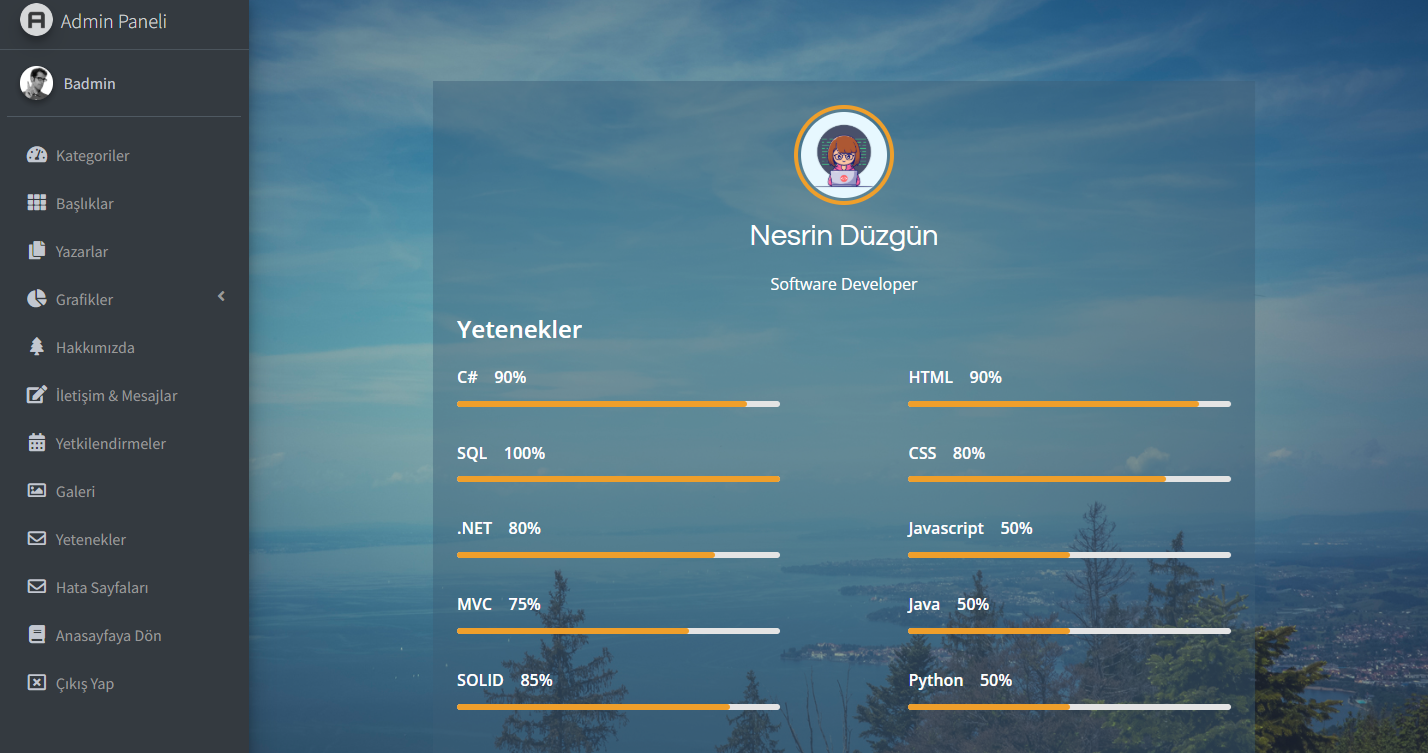 Admin Paneli
Badmin
Kategoriler
Başlıklar
Yazarlar
Grafikler
Hakkımızda
İletişim & Mesajlar
Yetkilendirmeler
Galeri
Yetenekler
Hata Sayfaları
Anasayfaya Dön
Çıkış Yap
Nesrin Düzgün
Software Developer
Yetenekler
C# 90%
HTML 90%
SQL 100%
CSS 80%
.NET 80%
Javascript 50%
MVC 75%
Java 50%
SOLID 85%
Python 50%